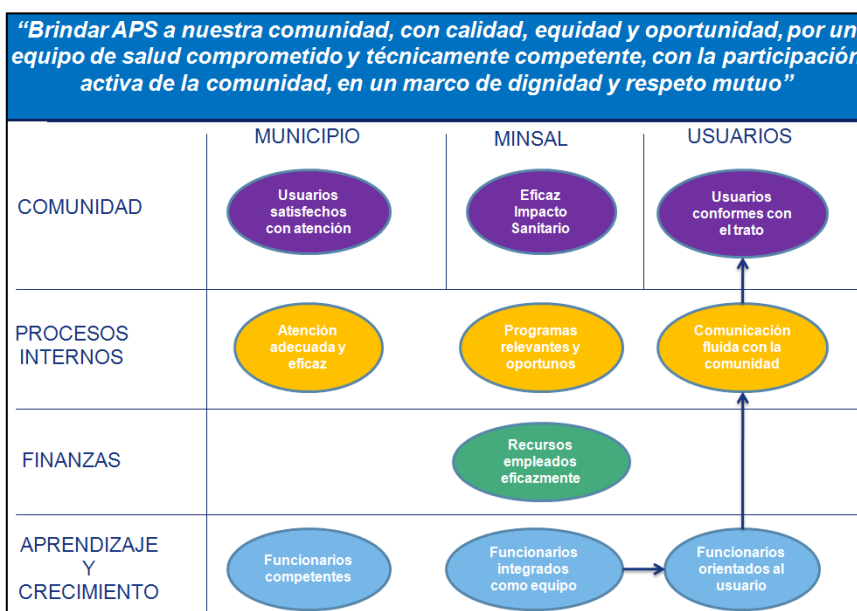 “Brindar APS a nuestra comunidad, con calidad, equidad y oportunidad, por un
equipo de salud comprometido y técnicamente competente, con la participación
activa de la comunidad, en un marco de dignidad y respeto mutuo”
MUNICIPIO
MINSAL
USUARIOS
COMUNIDAD
Usuarios
satisfechos
con atención
Eficaz
Impacto
Sanitario
Usuarios
conformes con
el trato
PROCESOS
INTERNOS
Atención
adecuada y
eficaz
Programas
relevantes y
oportunos
Comunicación
fluida con la
comunidad
FINANZAS
Recursos
empleados
eficazmente
APRENDIZAJE
Y
CRECIMIENTO
Funcionarios
competentes
Funcionarios
integrados
como equipo
Funcionarios
orientados al
usuario